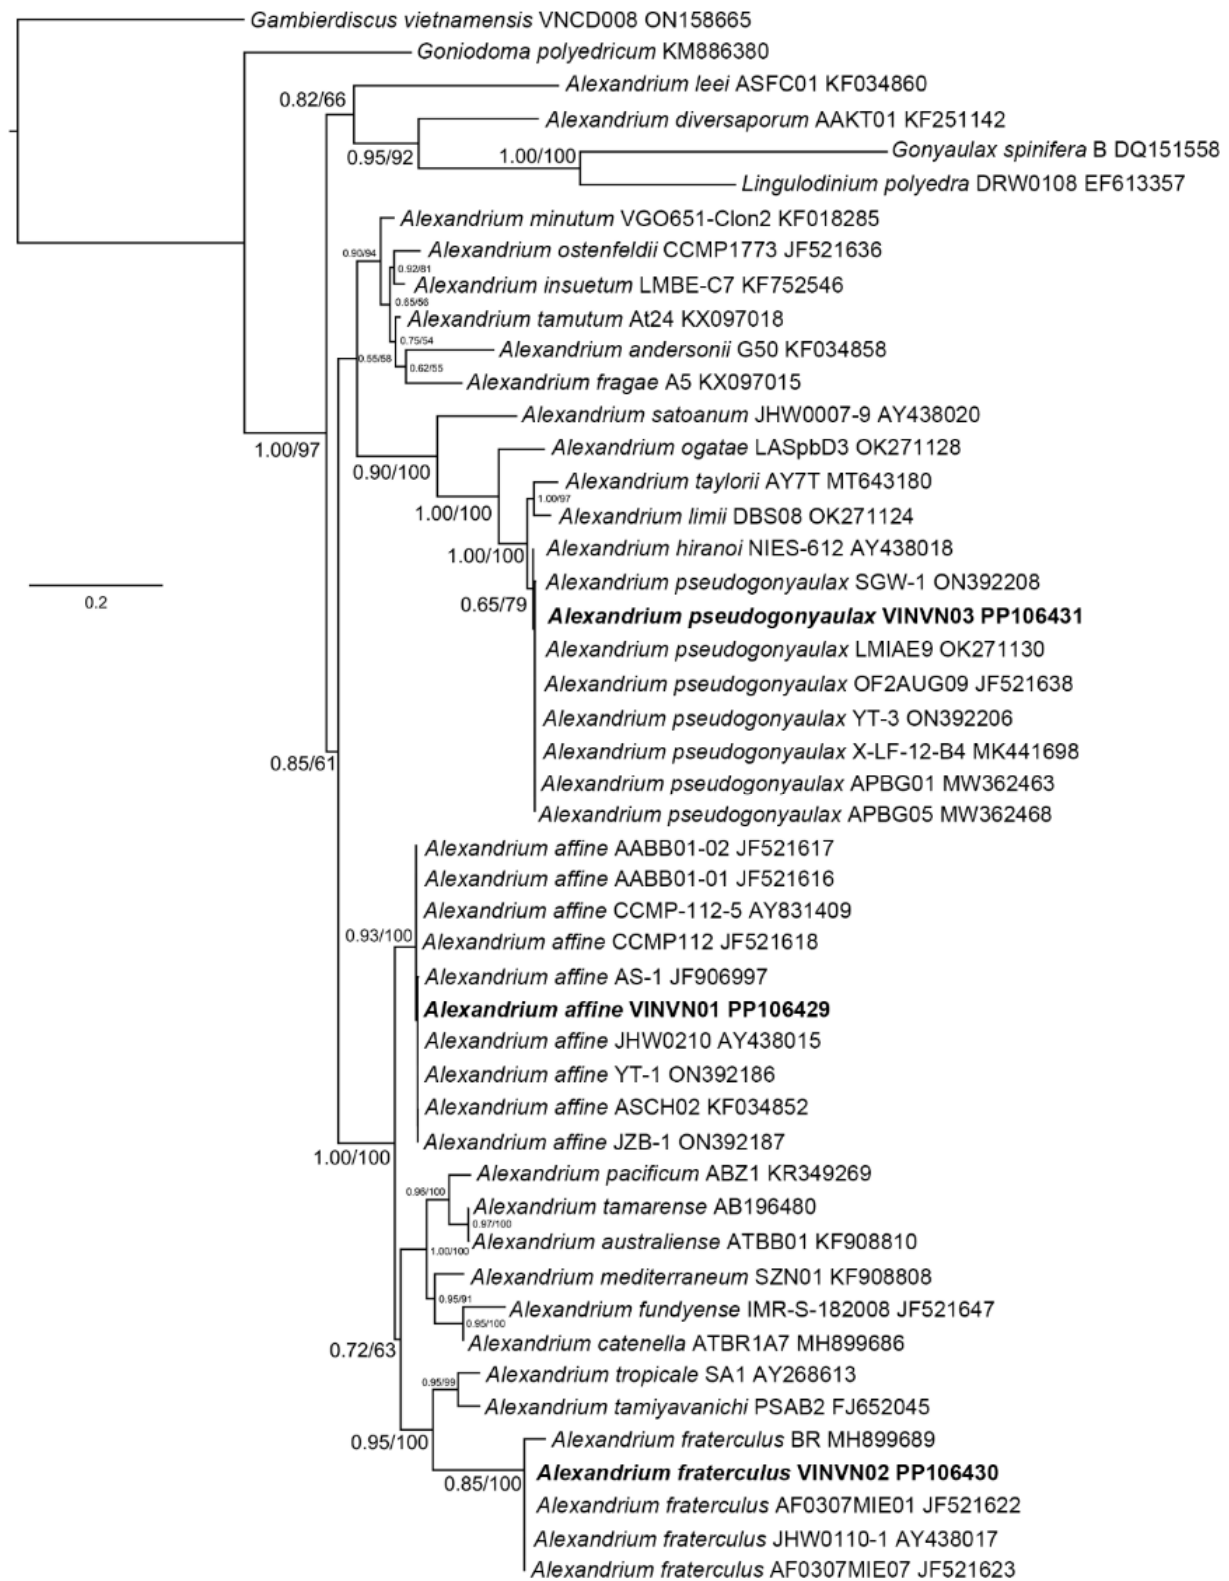 Gambierdiscus vietnamensis VNCD008 ON158665
Goniodoma polyedricum KM886380
Alexandrium leei ASFC01 KF034860
0.82/66
Alexandrium diversaporum AAKT01 KF251142
0.95/92
1.00/100
Gonyaulax spinifera B DQ151558
Lingulodinium polyedra DRW0108 EF613357
Alexandrium minutum VGO651-Clon2 KF018285
0.90/94
Alexandrium ostenfeldii CCMP1773 JF521636
0.92/81
Alexandrium insuetum LMBE-C7 KF752546
0.65/56
Alexandrium tamutum At24 KX097018
0.75/54
Alexandrium andersonii G50 KF034858
0.55/58
0.62/55
Alexandrium fragae A5 KX097015
Alexandrium satoanum JHW0007-9 AY438020
1.00/97
Alexandrium ogatae LASpbD3 OK271128
0.90/100
Alexandrium taylorii AY7T MT643180
1.00/97
1.00/100
Alexandrium limii DBS08 OK271124
Alexandrium hiranoi NIES-612 AY438018
1.00/100
Alexandrium pseudogonyaulax SGW-1 ON392208
0.2
0.65/79
Alexandrium pseudogonyaulax VINVN03 PP106431
Alexandrium pseudogonyaulax LMIAE9 OK271130
Alexandrium pseudogonyaulax OF2AUG09 JF521638
Alexandrium pseudogonyaulax YT-3 ON392206
Alexandrium pseudogonyaulax X-LF-12-B4 MK441698
0.85/61
Alexandrium pseudogonyaulax APBG01 MW362463
Alexandrium pseudogonyaulax APBG05 MW362468
Alexandrium affine AABB01-02 JF521617
Alexandrium affine AABB01-01 JF521616
Alexandrium affine CCMP-112-5 AY831409
0.93/100
Alexandrium affine CCMP112 JF521618
Alexandrium affine AS-1 JF906997
Alexandrium affine VINVN01 PP106429
Alexandrium affine JHW0210 AY438015
Alexandrium affine YT-1 ON392186
Alexandrium affine ASCH02 KF034852
Alexandrium affine JZB-1 ON392187
1.00/100
Alexandrium pacificum ABZ1 KR349269
0.96/100
Alexandrium tamarense AB196480
0.97/100
Alexandrium australiense ATBB01 KF908810
1.00/100
Alexandrium mediterraneum SZN01 KF908808
0.95/91
Alexandrium fundyense IMR-S-182008 JF521647
0.95/100
Alexandrium catenella ATBR1A7 MH899686
0.72/63
Alexandrium tropicale SA1 AY268613
0.95/99
Alexandrium tamiyavanichi PSAB2 FJ652045
0.95/100
Alexandrium fraterculus BR MH899689
Alexandrium fraterculus VINVN02 PP106430
0.85/100
Alexandrium fraterculus AF0307MIE01 JF521622
Alexandrium fraterculus JHW0110-1 AY438017
Alexandrium fraterculus AF0307MIE07 JF521623